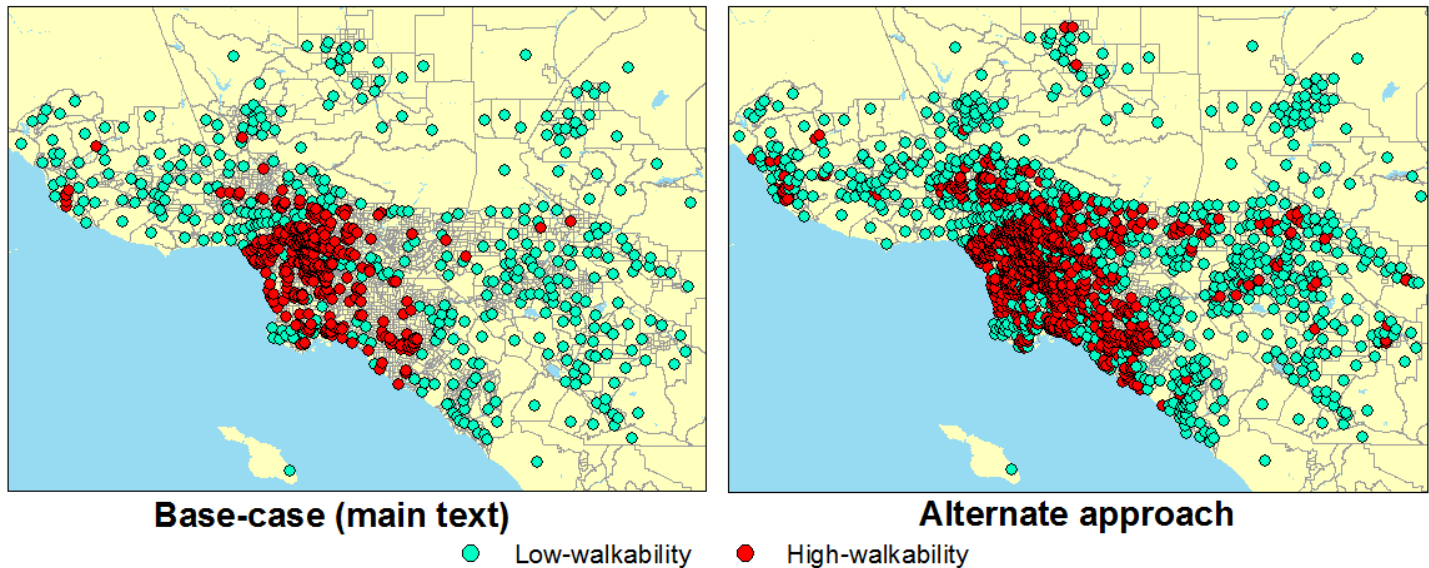 Base-case (main text)
Alternate approach
Low-walkability
High-walkability